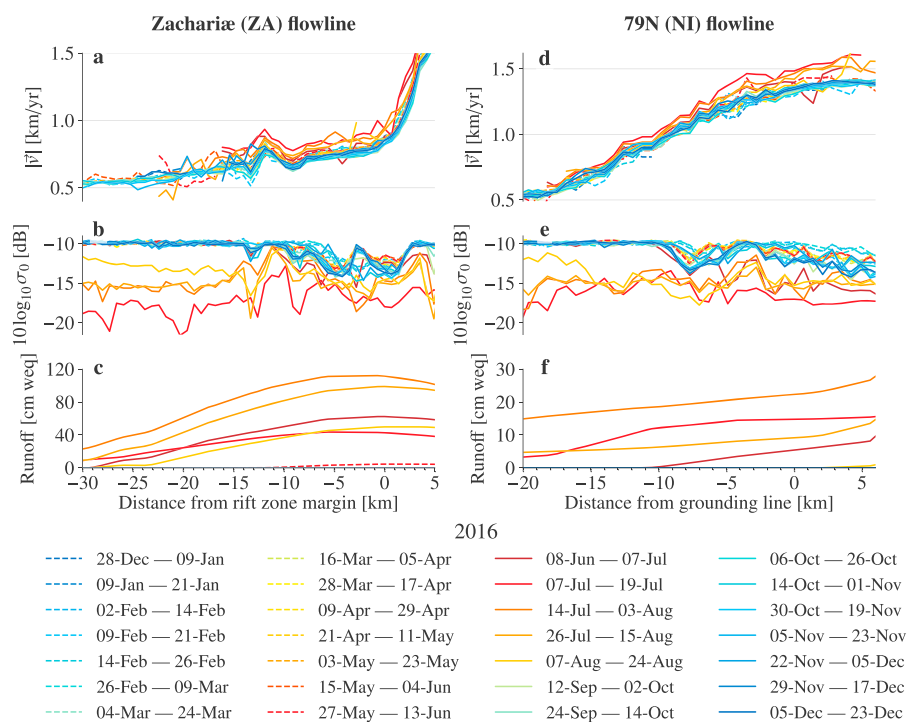 Zachariæ (ZA) flowline
79N (NI) flowline
a
d
1.5
1.0
0.5
|v⃗| [km/yr]
1.5
1.0
0.5
|v⃗| [km/yr]
b
e
−10
−15
−20
10log₁₀σ₀ [dB]
−10
−15
−20
10log₁₀σ₀ [dB]
c
f
120
80
40
0
Runoff [cm weq]
30
20
10
0
Runoff [cm weq]
−30 −25 −20 −15 −10 −5 0 5
−20 −15 −10 −5 0 5
Distance from rift zone margin [km]
Distance from grounding line [km]
2016
28-Dec — 09-Jan
09-Jan — 21-Jan
02-Feb — 14-Feb
09-Feb — 21-Feb
14-Feb — 26-Feb
26-Feb — 09-Mar
04-Mar — 24-Mar
16-Mar — 05-Apr
28-Mar — 17-Apr
09-Apr — 29-Apr
21-Apr — 11-May
03-May — 23-May
15-May — 04-Jun
27-May — 13-Jun
08-Jun — 07-Jul
07-Jul — 19-Jul
14-Jul — 03-Aug
26-Jul — 15-Aug
07-Aug — 24-Aug
12-Sep — 02-Oct
24-Sep — 14-Oct
06-Oct — 26-Oct
14-Oct — 01-Nov
30-Oct — 19-Nov
05-Nov — 23-Nov
22-Nov — 05-Dec
29-Nov — 17-Dec
05-Dec — 23-Dec